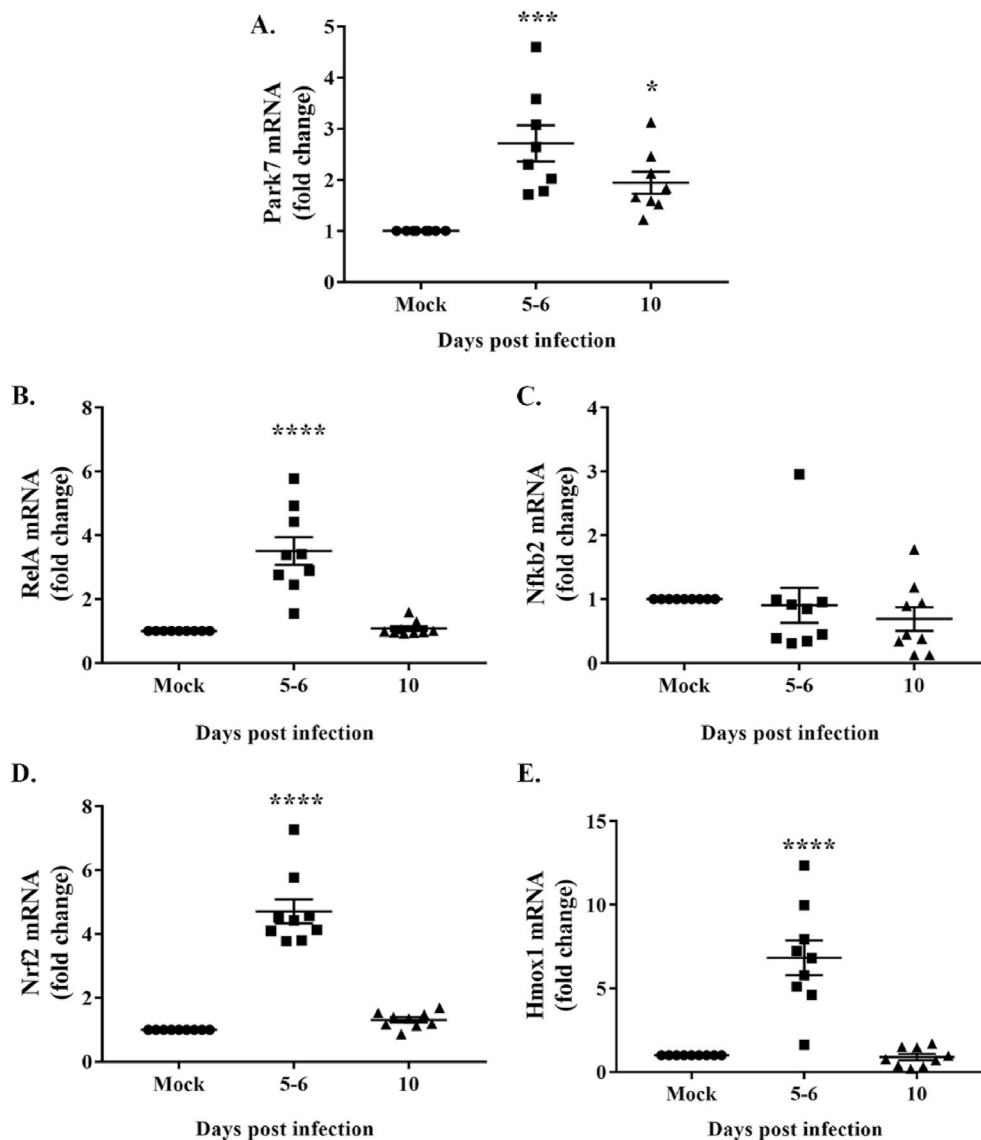 A.
Park7 mRNA
(fold change)
5
4
3
2
1
0
***
*
Mock
5-6
10
Days post infection
B.
RelA mRNA
(fold change)
8
6
4
2
0
****
Mock
5-6
10
Days post infection
C.
Nfkb2 mRNA
(fold change)
4
3
2
1
0
Mock
5-6
10
Days post infection
D.
Nrf2 mRNA
(fold change)
8
6
4
2
0
****
Mock
5-6
10
Days post infection
E.
Hmox1 mRNA
(fold change)
15
10
5
0
****
Mock
5-6
10
Days post infection